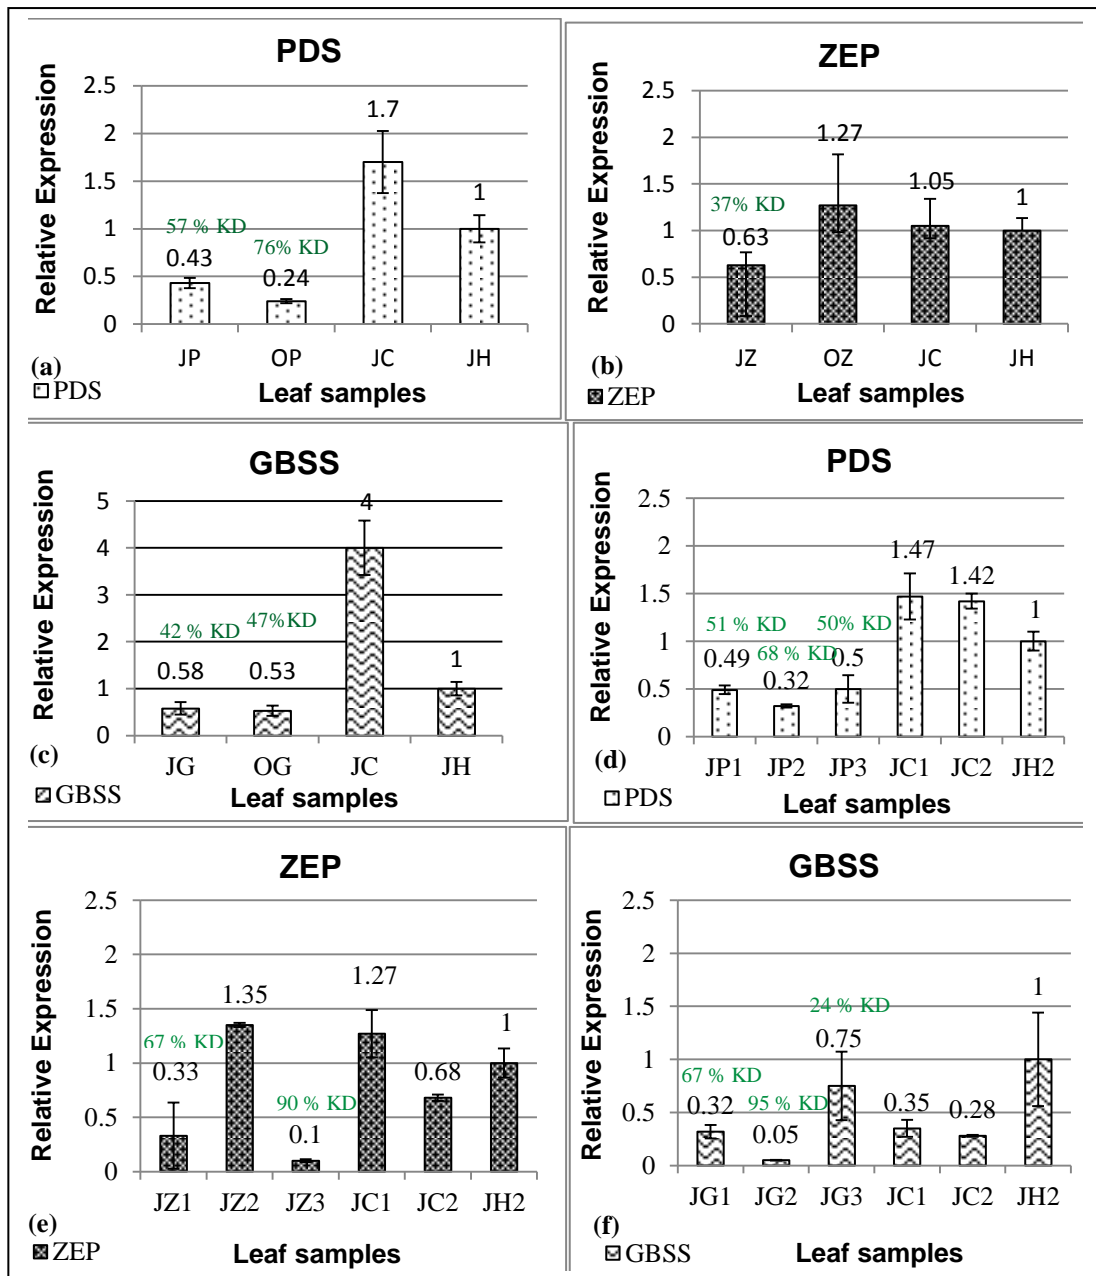 PDS
Relative Expression
2.5
2
1.5
1
0.5
0
57 % KD
0.43
76% KD
0.24
1.7
1
JP OP JC JH
(a)
Leaf samples
PDS
ZEP
Relative Expression
2.5
2
1.5
1
0.5
0
37% KD
0.63
1.27
1.05
1
JZ OZ JC JH
(b)
Leaf samples
ZEP
GBSS
Relative Expression
5
4
3
2
1
0
42 % KD
0.58
47%KD
0.53
4
1
JG OG JC JH
(c)
Leaf samples
GBSS
PDS
Relative Expression
2.5
2
1.5
1
0.5
0
51 % KD
0.49
68 % KD
0.32
50% KD
0.5
1.47
1.42
1
JP1 JP2 JP3 JC1 JC2 JH2
(d)
Leaf samples
PDS
ZEP
Relative Expression
2.5
2
1.5
1
0.5
0
67 % KD
0.33
1.35
90 % KD
0.1
1.27
0.68
1
JZ1 JZ2 JZ3 JC1 JC2 JH2
(e)
Leaf samples
ZEP
GBSS
Relative Expression
2.5
2
1.5
1
0.5
0
67 % KD
0.32
95 % KD
0.05
24 % KD
0.75
0.35
0.28
1
JG1 JG2 JG3 JC1 JC2 JH2
(f)
Leaf samples
GBSS